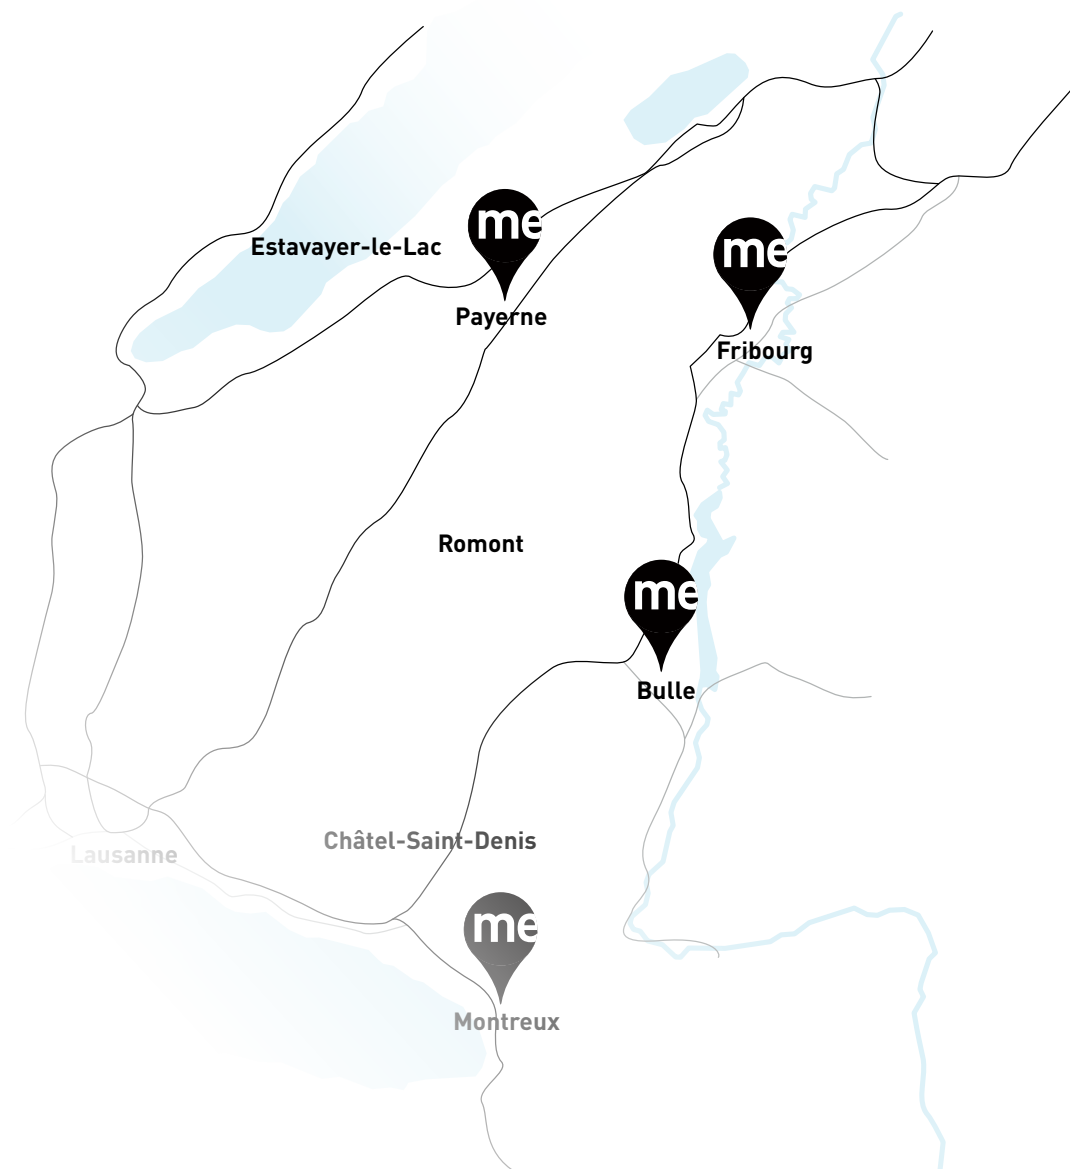 me
Estavayer-le-Lac
Payerne
me
Fribourg
Romont
me
Bulle
Châtel-Saint-Denis
Lausanne
me
Montreux